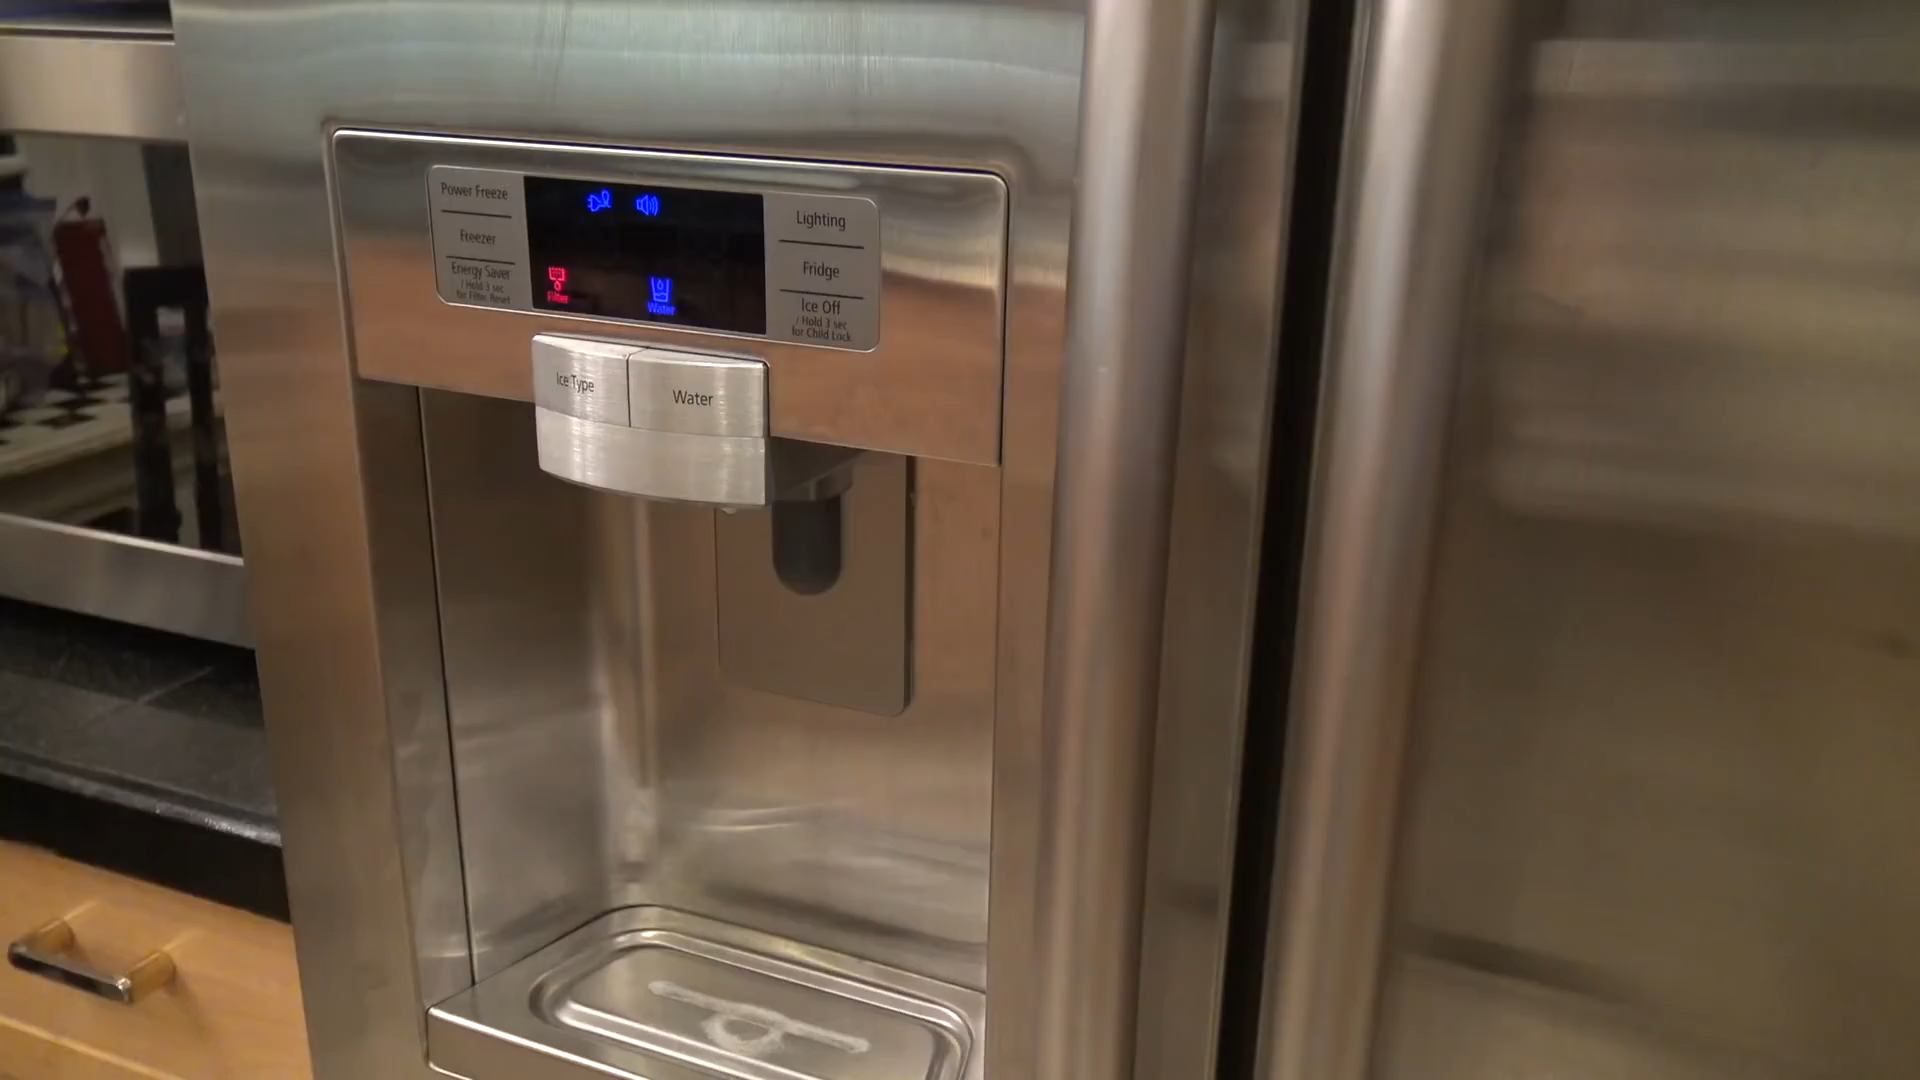 Power Freeze
Freezer
Energy Saver
/ Hold 3 sec
for Filter Reset
Filter
Water
Lighting
Fridge
Ice Off
/ Hold 3 sec
for Child Lock
Ice Type
Water